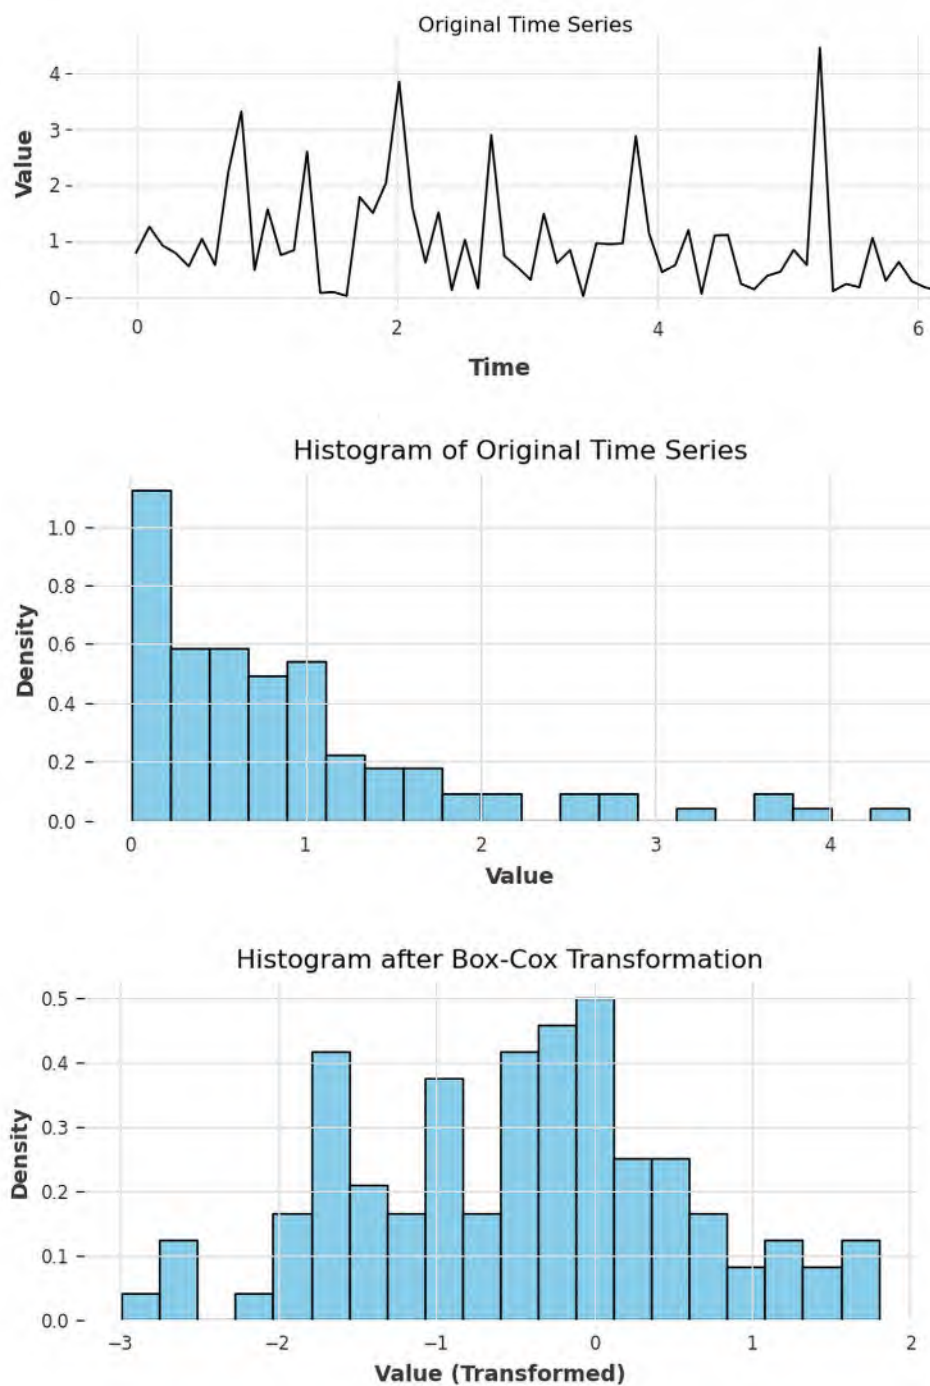 Original Time Series
4
3
2
1
0
Value
0 2 4 6
Time
Histogram of Original Time Series
1.0
0.8
0.6
0.4
0.2
0.0
Density
0 1 2 3 4
Value
Histogram after Box-Cox Transformation
0.5
0.4
0.3
0.2
0.1
0.0
Density
−3 −2 −1 0 1 2
Value (Transformed)